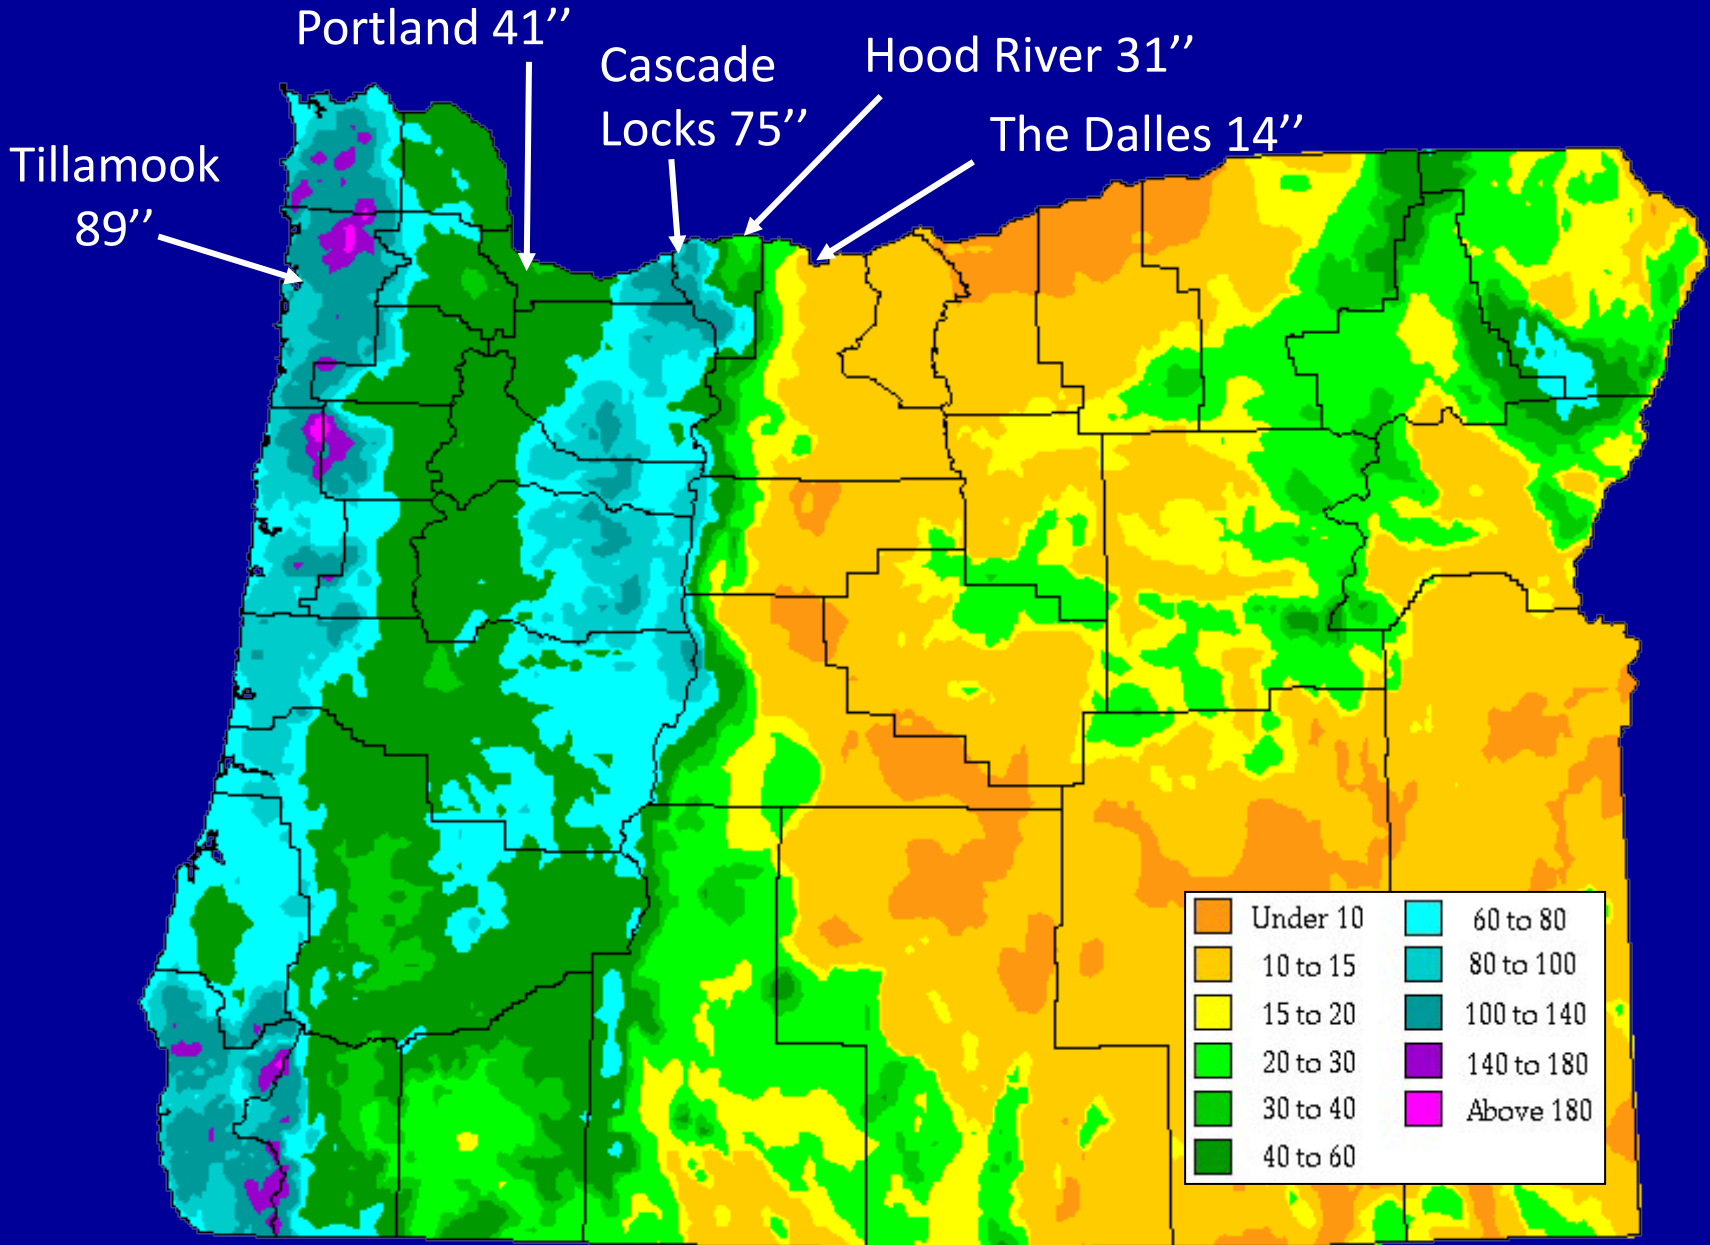 Portland 41’’
Cascade
Locks 75’’
Hood River 31’’
The Dalles 14’’
Tillamook
89’’
Under 10
10 to 15
15 to 20
20 to 30
30 to 40
40 to 60
60 to 80
80 to 100
100 to 140
140 to 180
Above 180